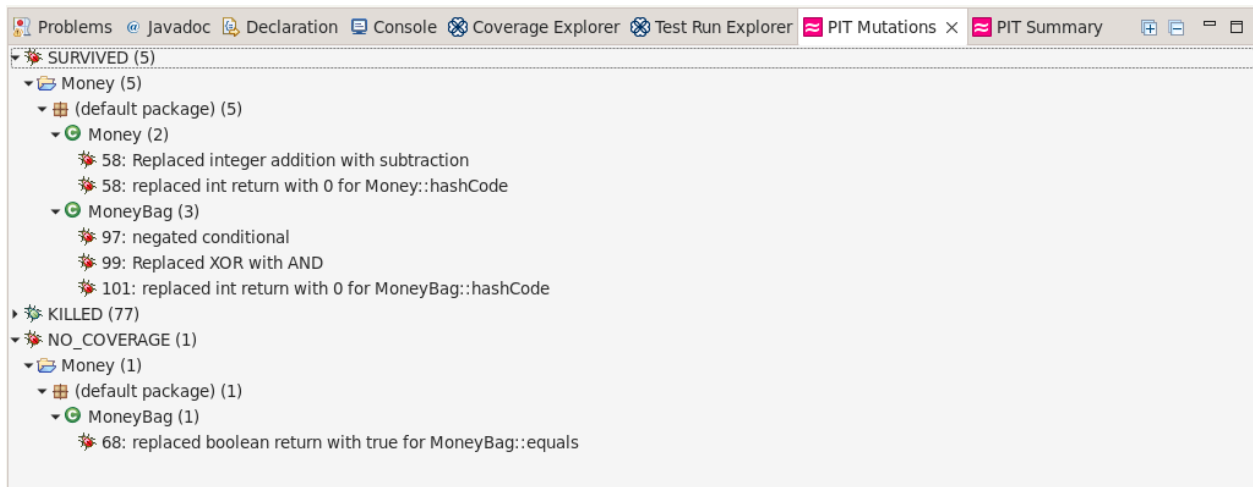 Problems @ Javadoc Declaration Console Coverage Explorer Test Run Explorer PIT Mutations PIT Summary
SURVIVED (5)
Money (5)
(default package) (5)
Money (2)
58: Replaced integer addition with subtraction
58: replaced int return with 0 for Money::hashCode
MoneyBag (3)
97: negated conditional
99: Replaced XOR with AND
101: replaced int return with 0 for MoneyBag::hashCode
KILLED (77)
NO_COVERAGE (1)
Money (1)
(default package) (1)
MoneyBag (1)
68: replaced boolean return with true for MoneyBag::equals